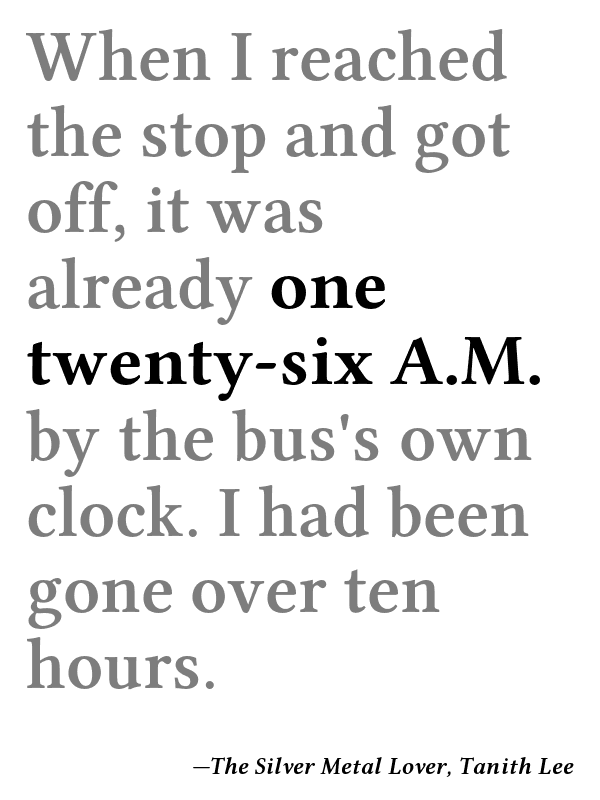 When I reached
the stop and got
off, it was
already one
twenty-six A.M.
by the bus's own
clock. I had been
gone over ten
hours.
—The Silver Metal Lover, Tanith Lee